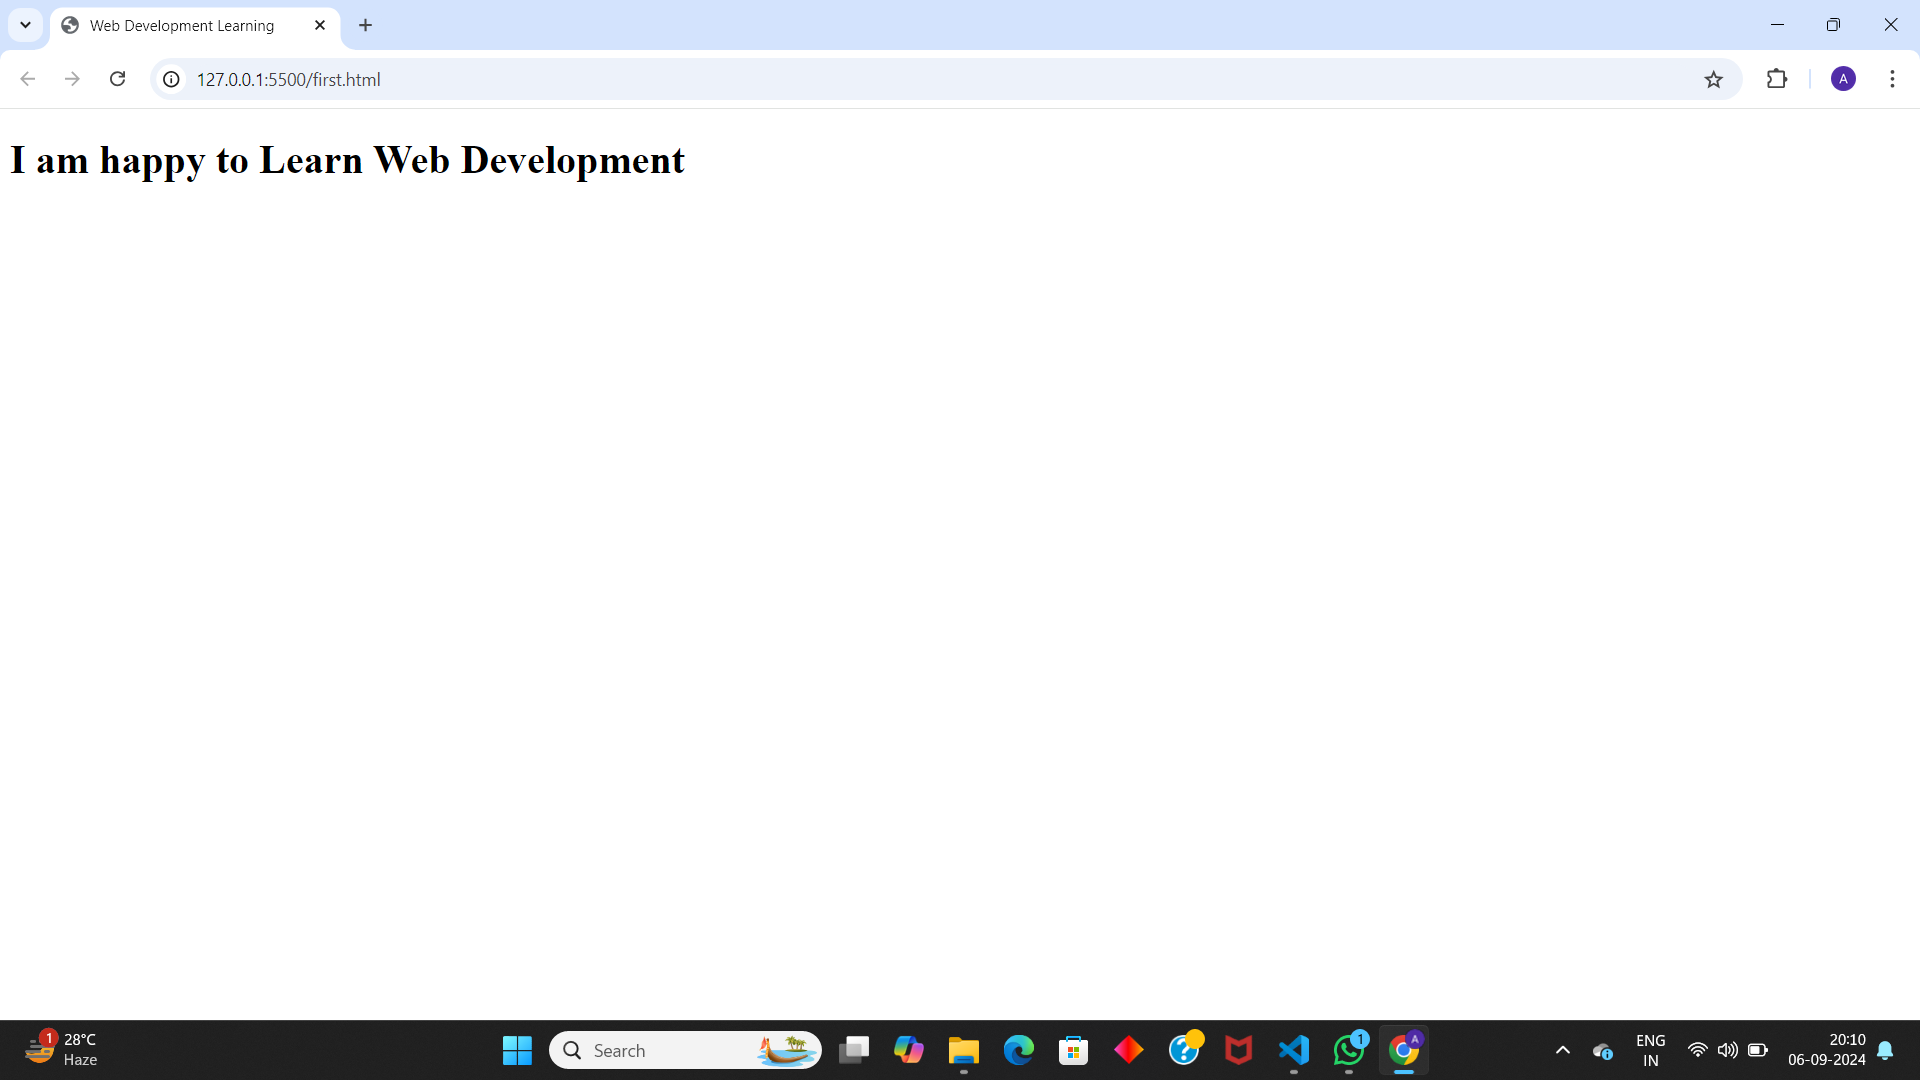 Web Development Learning
127.0.0.1:5500/first.html
A
I am happy to Learn Web Development
1
28°C
Haze
Search
1
A
ENG
IN
20:10
06-09-2024